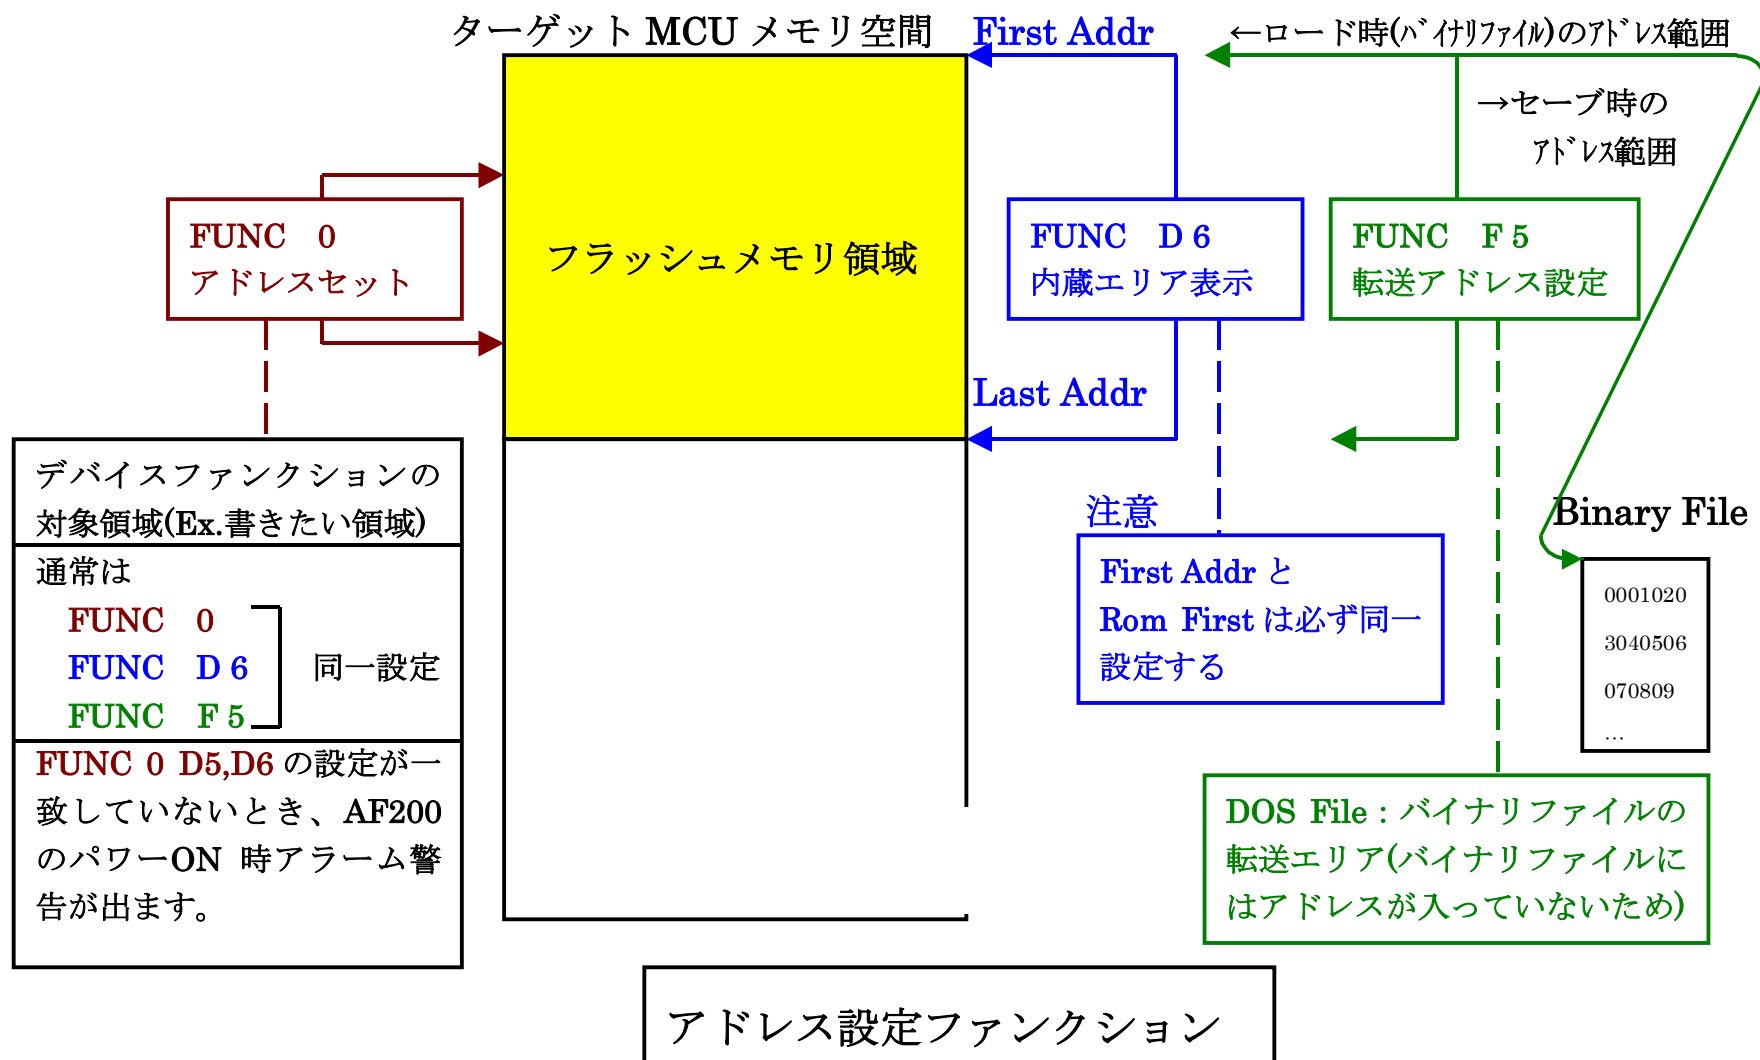 ターゲット MCU メモリ空間
First Addr
←ロード時(バイナリファイル)のアドレス範囲
→セーブ時の
アドレス範囲
FUNC 0
アドレスセット
フラッシュメモリ領域
FUNC D 6
内蔵エリア表示
FUNC F 5
転送アドレス設定
Last Addr
デバイスファンクションの
対象領域(Ex.書きたい領域)
通常は
FUNC 0
FUNC D 6
FUNC F 5
同一設定
FUNC 0 D5,D6 の設定が一
致していないとき、AF200
のパワーON 時アラーム警
告が出ます。
注意
First Addr と
Rom First は必ず同一
設定する
Binary File
0001020
3040506
070809
…
DOS File : バイナリファイルの
転送エリア(バイナリファイルに
はアドレスが入っていないため)
アドレス設定ファンクション